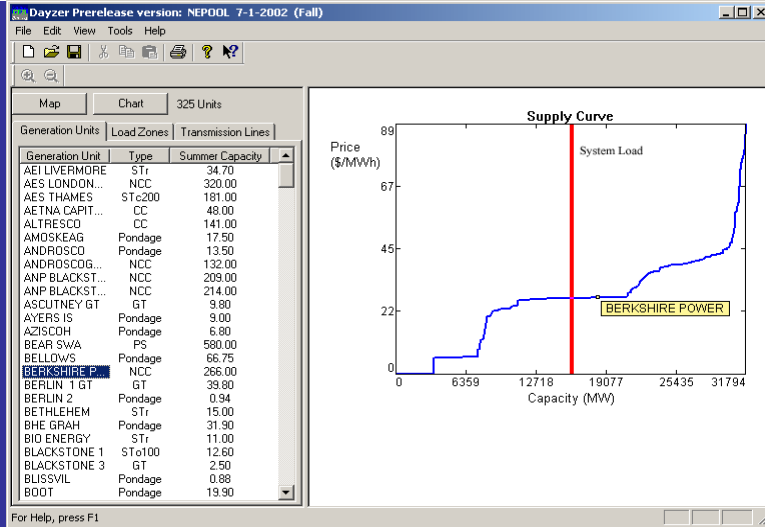 Dayzer Prerelease version: NEPOOL 7-1-2002 (Fall)
File Edit View Tools Help
Map Chart 325 Units
Generation Units Load Zones Transmission Lines
Generation Unit Type Summer Capacity
AEI LIVERMORE STr 34.70
AES LONDON... NCC 320.00
AES THAMES STc200 181.00
AETNA CAPIT... CC 48.00
ALTRESCO CC 141.00
AMOSKEAG Pondage 17.50
ANDROSCO Pondage 13.50
ANDROSCOG... NCC 132.00
ANP BLACKST... NCC 209.00
ANP BLACKST... NCC 214.00
ASCUTNEY GT GT 9.80
AYERS IS Pondage 9.00
AZISCOH Pondage 6.80
BEAR SWA PS 580.00
BELLOWS Pondage 66.75
BERKSHIRE P... NCC 266.00
BERLIN 1 GT GT 39.80
BERLIN 2 Pondage 0.94
BETHLEHEM STr 15.00
BHE GRAH Pondage 31.90
BIO ENERGY STr 11.00
BLACKSTONE 1 STo100 12.60
BLACKSTONE 3 GT 2.50
BLISSVIL Pondage 0.88
BOOT Pondage 19.90
Supply Curve
Price
($/MWh)
89
67
45
22
0
System Load
BERKSHIRE POWER
0 6359 12718 19077 25435 31794
Capacity (MW)
For Help, press F1